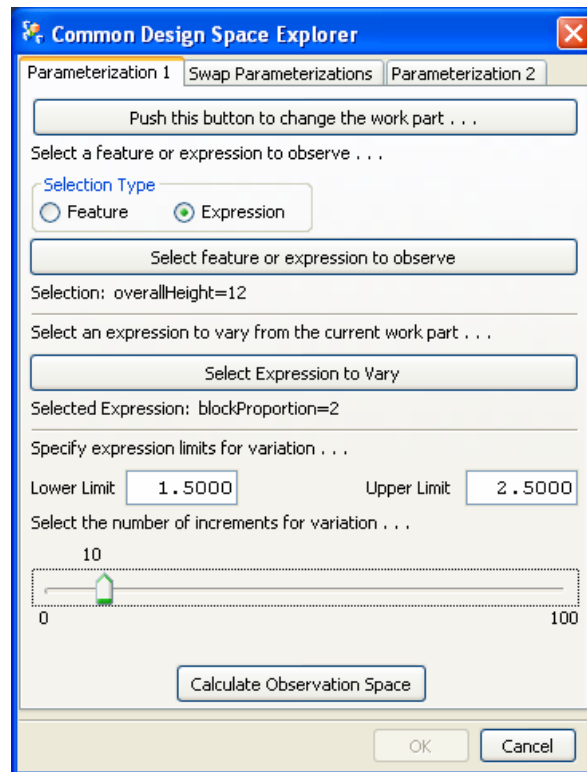 Common Design Space Explorer
Parameterization 1 Swap Parameterizations Parameterization 2
Push this button to change the work part . . .
Select a feature or expression to observe . . .
Selection Type
Feature Expression
Select feature or expression to observe
Selection: overallHeight=12
Select an expression to vary from the current work part . . .
Select Expression to Vary
Selected Expression: blockProportion=2
Specify expression limits for variation . . .
Lower Limit 1.5000 Upper Limit 2.5000
Select the number of increments for variation . . .
10
0 100
Calculate Observation Space
OK Cancel